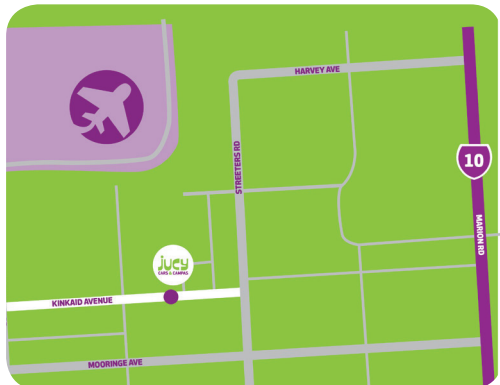 HARVEY AVE
STREETERS RD
10
MARION RD
jucy
CARS & CAMPAS
KINKAID AVENUE
MOORINGE AVE